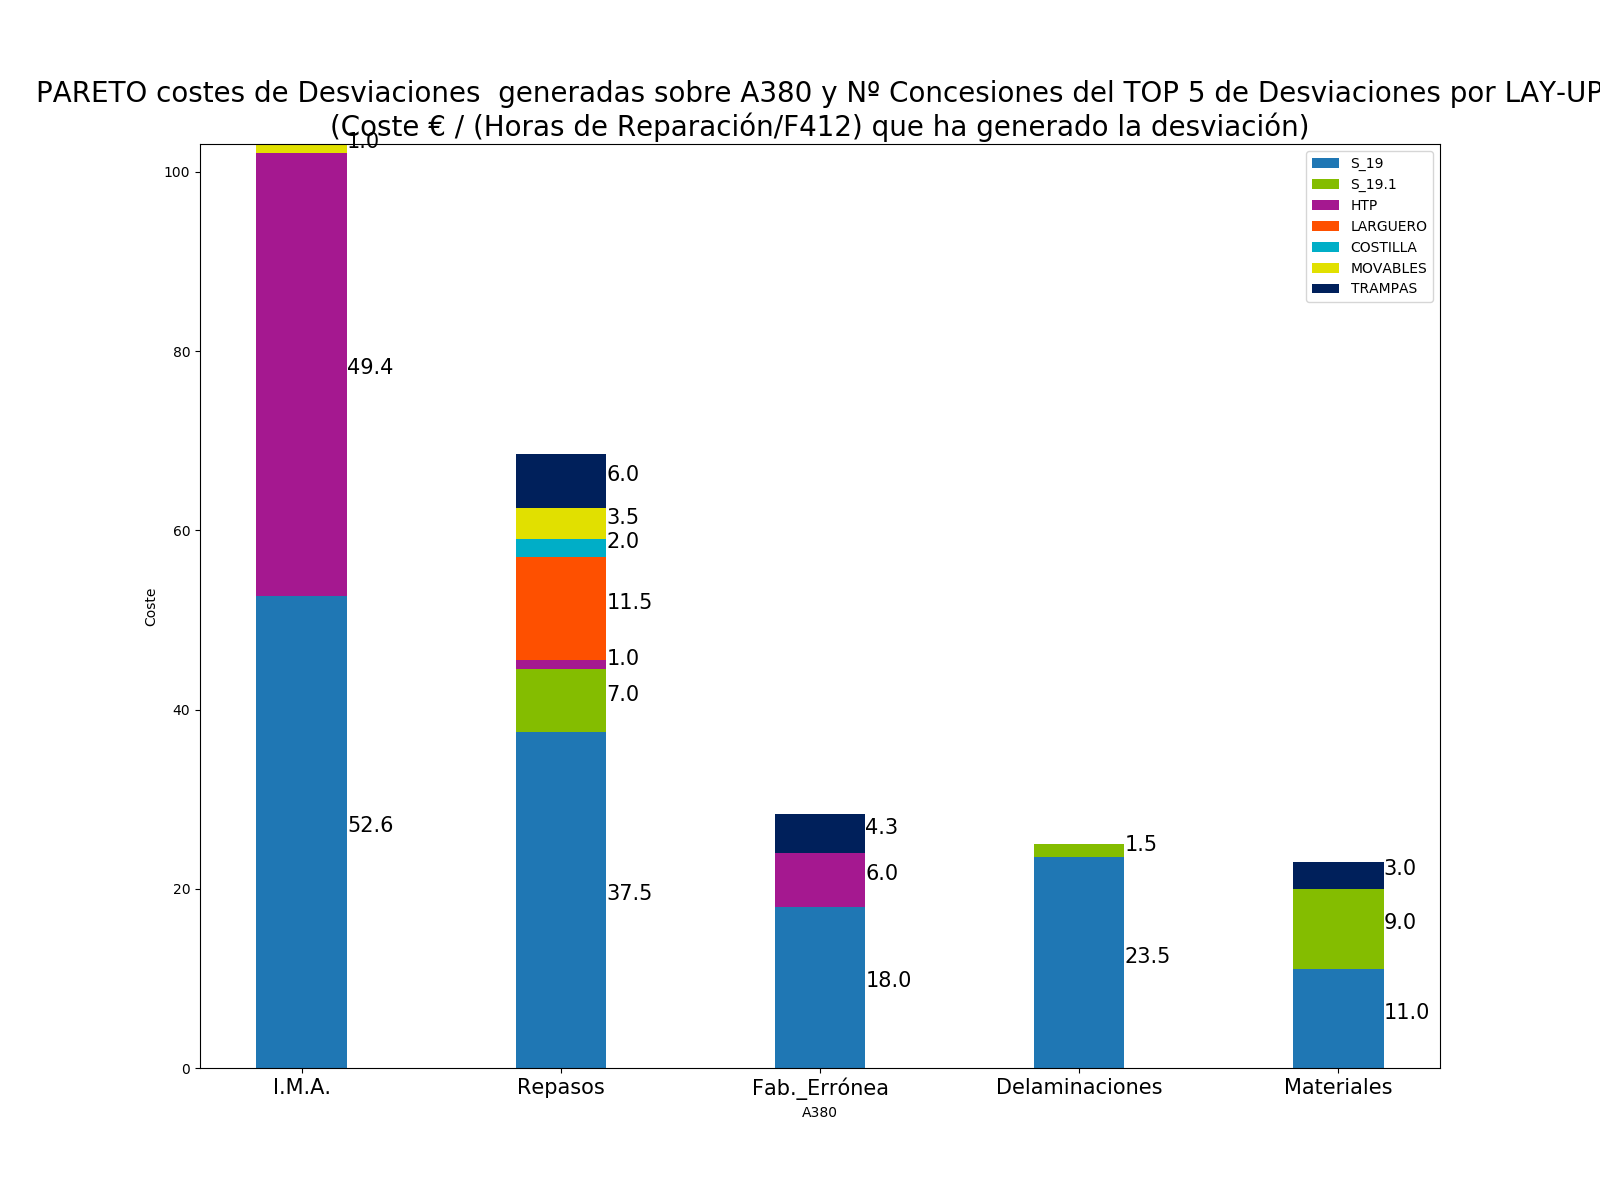 PARETO costes de Desviaciones  generadas sobre A380 y Nº Concesiones del TOP 5 de Desviaciones por LAY-UP
(Coste € / (Horas de Reparación/F412) que ha generado la desviación)
S_19
S_19.1
HTP
LARGUERO
COSTILLA
MOVABLES
TRAMPAS
Coste
100
80
60
40
20
0
1.0
49.4
52.6
6.0
3.5
2.0
11.5
1.0
7.0
37.5
4.3
6.0
18.0
1.5
23.5
3.0
9.0
11.0
I.M.A.
Repasos
Fab._Errónea
Delaminaciones
Materiales
A380